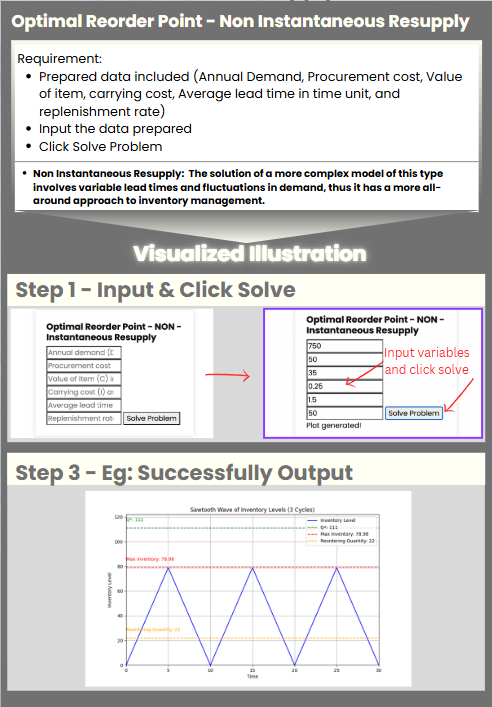 Optimal Reorder Point - Non Instantaneous Resupply
Requirement:
• Prepared data included (Annual Demand, Procurement cost, Value
of item, carrying cost, Average lead time in time unit, and
replenishment rate)
• Input the data prepared
• Click Solve Problem
• Non Instantaneous Resupply: The solution of a more complex model of this type
involves variable lead times and fluctuations in demand, thus it has a more all-
around approach to inventory management.
Visualized Illustration
Step 1 - Input & Click Solve
Optimal Reorder Point - NON -
Instantaneous Resupply
Annual demand (D
Procurement cost
Value of item (C) i
Carrying cost (I) ar
Average lead time
Replenishment rat
Solve Problem
Optimal Reorder Point - NON -
Instantaneous Resupply
750
50
35
0.25
1.5
50
Solve Problem
Plot generated!
Input variables
and click solve
Step 3 - Eg: Successfully Output
Sawtooth Wave of Inventory Levels (3 Cycles)
Inventory Level
Q*: 111
Max Inventory: 78.98
Reordering Quantity: 22
Q*: 111
Max Inventory: 78.98
Reordering Quantity: 22
120
100
80
60
40
20
0
Inventory Level
0 5 10 15 20 25 30
Time